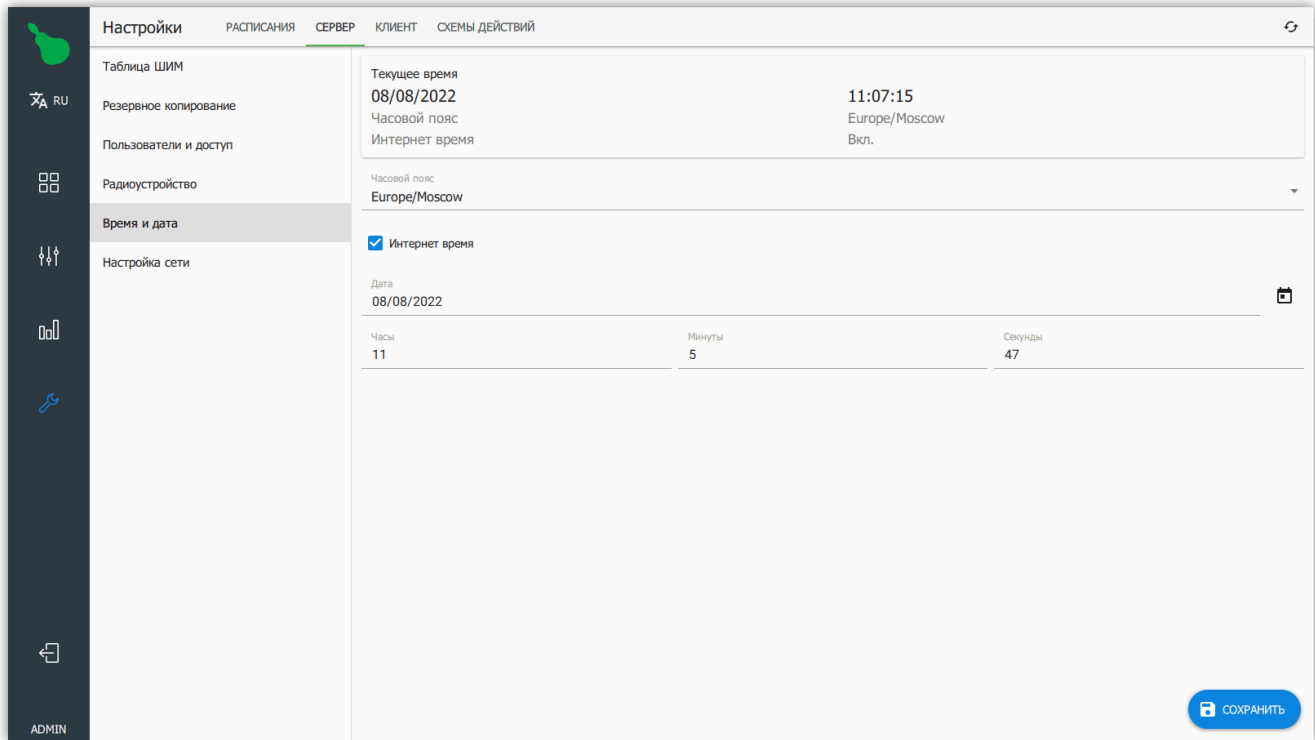 Настройки РАСПИСАНИЯ СЕРВЕР КЛИЕНТ СХЕМЫ ДЕЙСТВИЙ
RU
ADMIN
Таблица ШИМ
Резервное копирование
Пользователи и доступ
Радиоустройство
Время и дата
Настройка сети
Текущее время
08/08/2022 11:07:15
Часовой пояс Europe/Moscow
Интернет время Вкл.
Часовой пояс
Europe/Moscow
Интернет время
Дата
08/08/2022
Часы Минуты Секунды
11 5 47
СОХРАНИТЬ